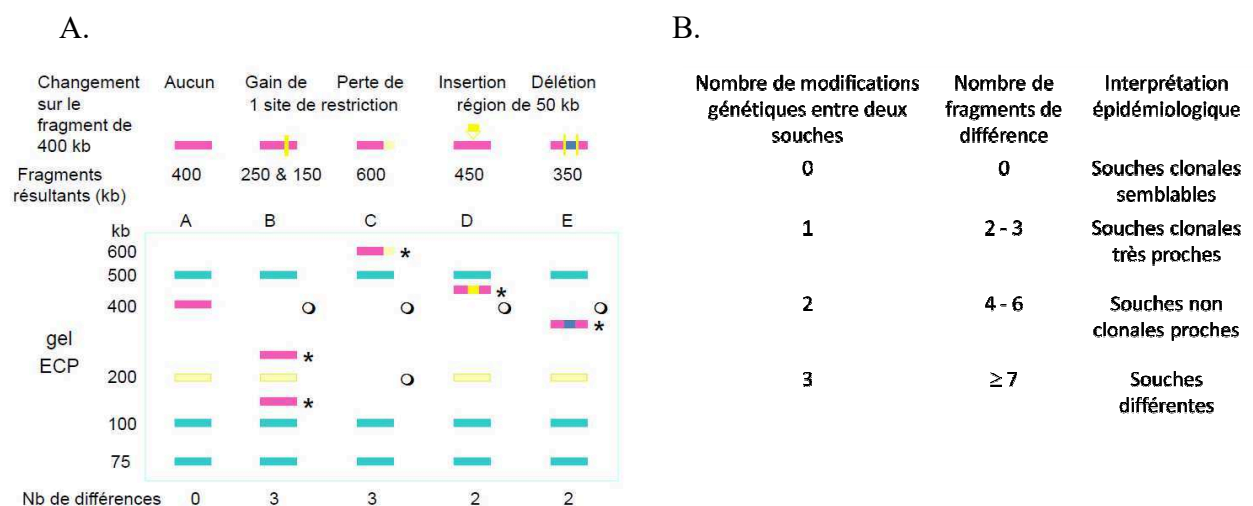 A.
Changement Aucun Gain de Perte de Insertion Délétion
sur le 1 site de restriction région de 50 kb
fragment de
400 kb
Fragments 400 250 & 150 600 450 350
résultants (kb)
A B C D E
kb
600 *
500
*
400
*
gel
ECP
*
200
*
100
75
Nb de différences 0 3 3 2 2
B.
Nombre de modifications Nombre de Interprétation
génétiques entre deux fragments de épidémiologique
souches différence
0 0 Souches clonales
semblables
1 2 - 3 Souches clonales
très proches
2 4 - 6 Souches non
clonales proches
3 ≥ 7 Souches
différentes